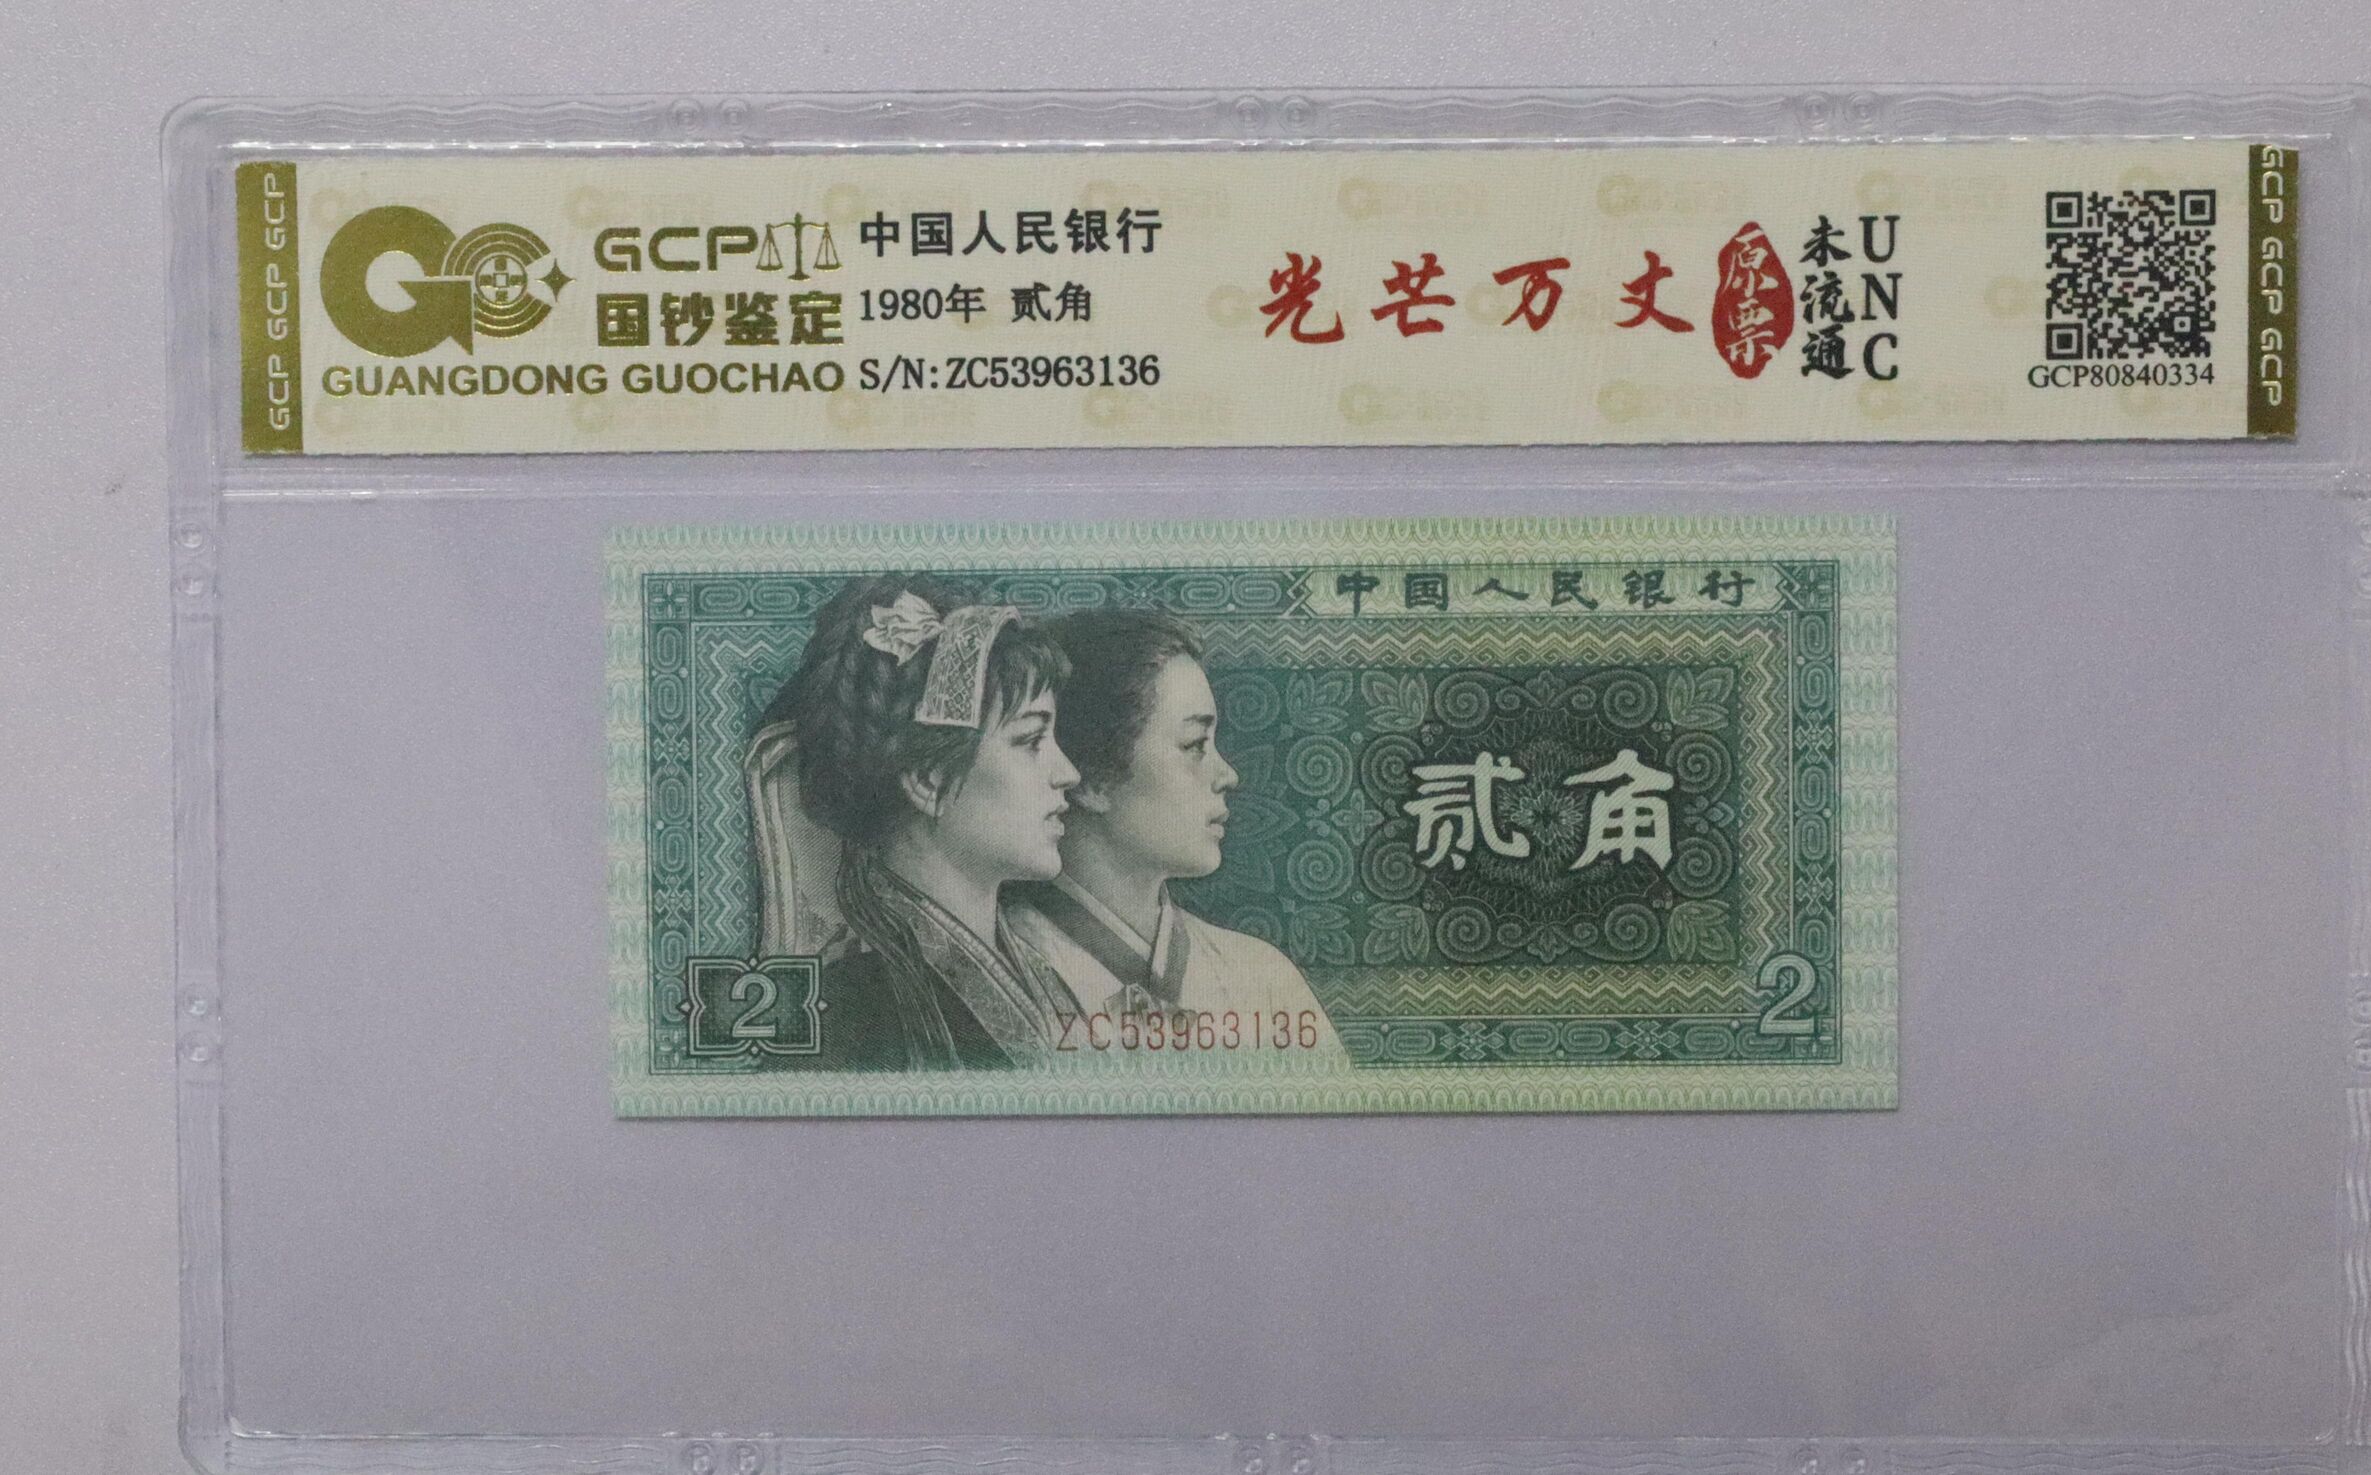 GCP GCP GCP
GCP
国钞鉴定
GUANGDONG GUOCHAO
中国人民银行
1980年 贰角
S/N:ZC53963136
光芒万丈
原票
未流通
UNC
GCP80840334
GCP GCP GCP
中国人民银行
贰角
2
ZC53963136
2